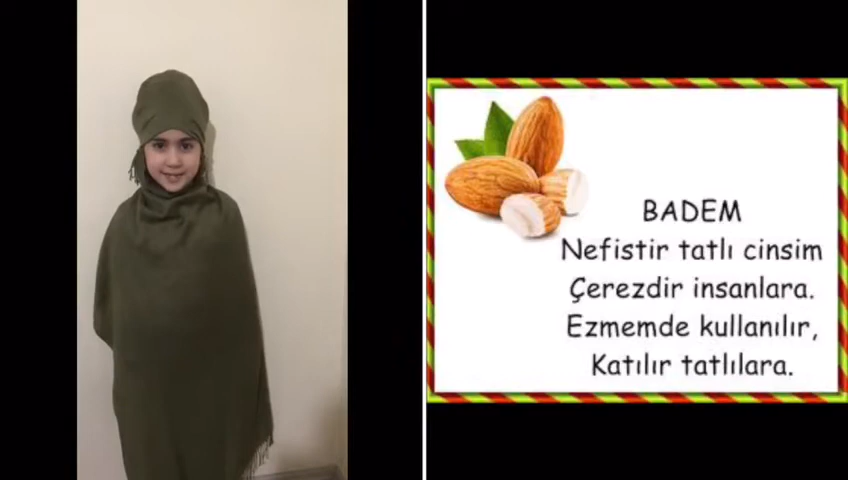 BADEM
Nefistir tatlı cinsim
Çerezdir insanlara.
Ezmemde kullanılır,
Katılır tatlılara.